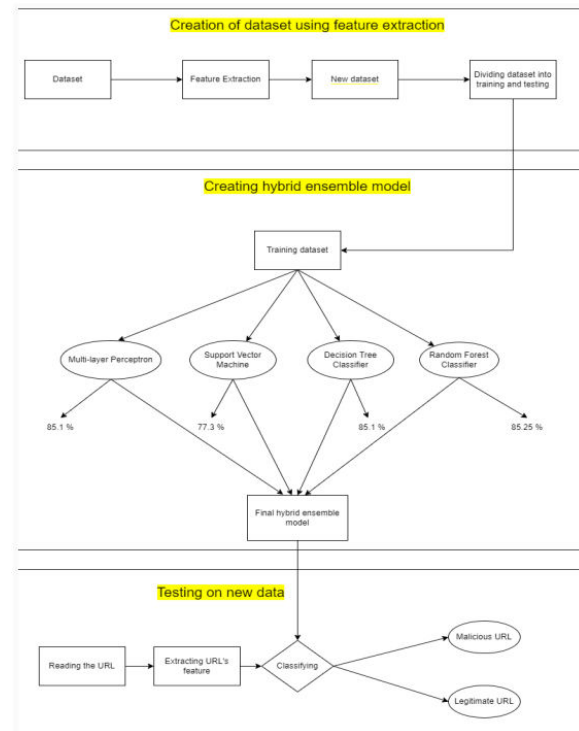 Creation of dataset using feature extraction
Dataset
Feature Extraction
New dataset
Dividing dataset into
training and testing
Creating hybrid ensemble model
Training dataset
Multi-layer Perceptron
Support Vector
Machine
Decision Tree
Classifier
Random Forest
Classifier
85.1 %
77.3 %
85.1 %
85.25 %
Final hybrid ensemble
model
Testing on new data
Reading the URL
Extracting URL's
feature
Classifying
Malicious URL
Legitimate URL